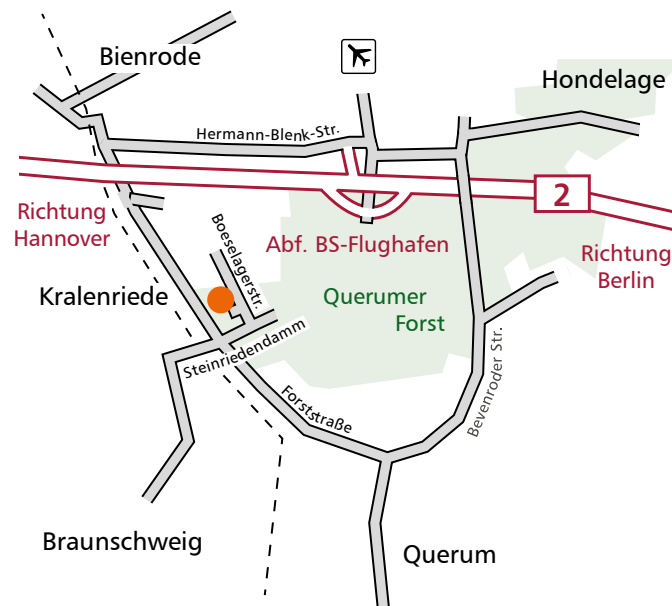 Bienrode
Hondelage
Hermann-Blenk-Str.
2
Richtung
Hannover
Boeselagerstr.
Abf. BS-Flughafen
Richtung
Berlin
Kralenriede
Querumer
Forst
Steinriedendamm
Bevenroder Str.
Forststraße
Braunschweig
Querum